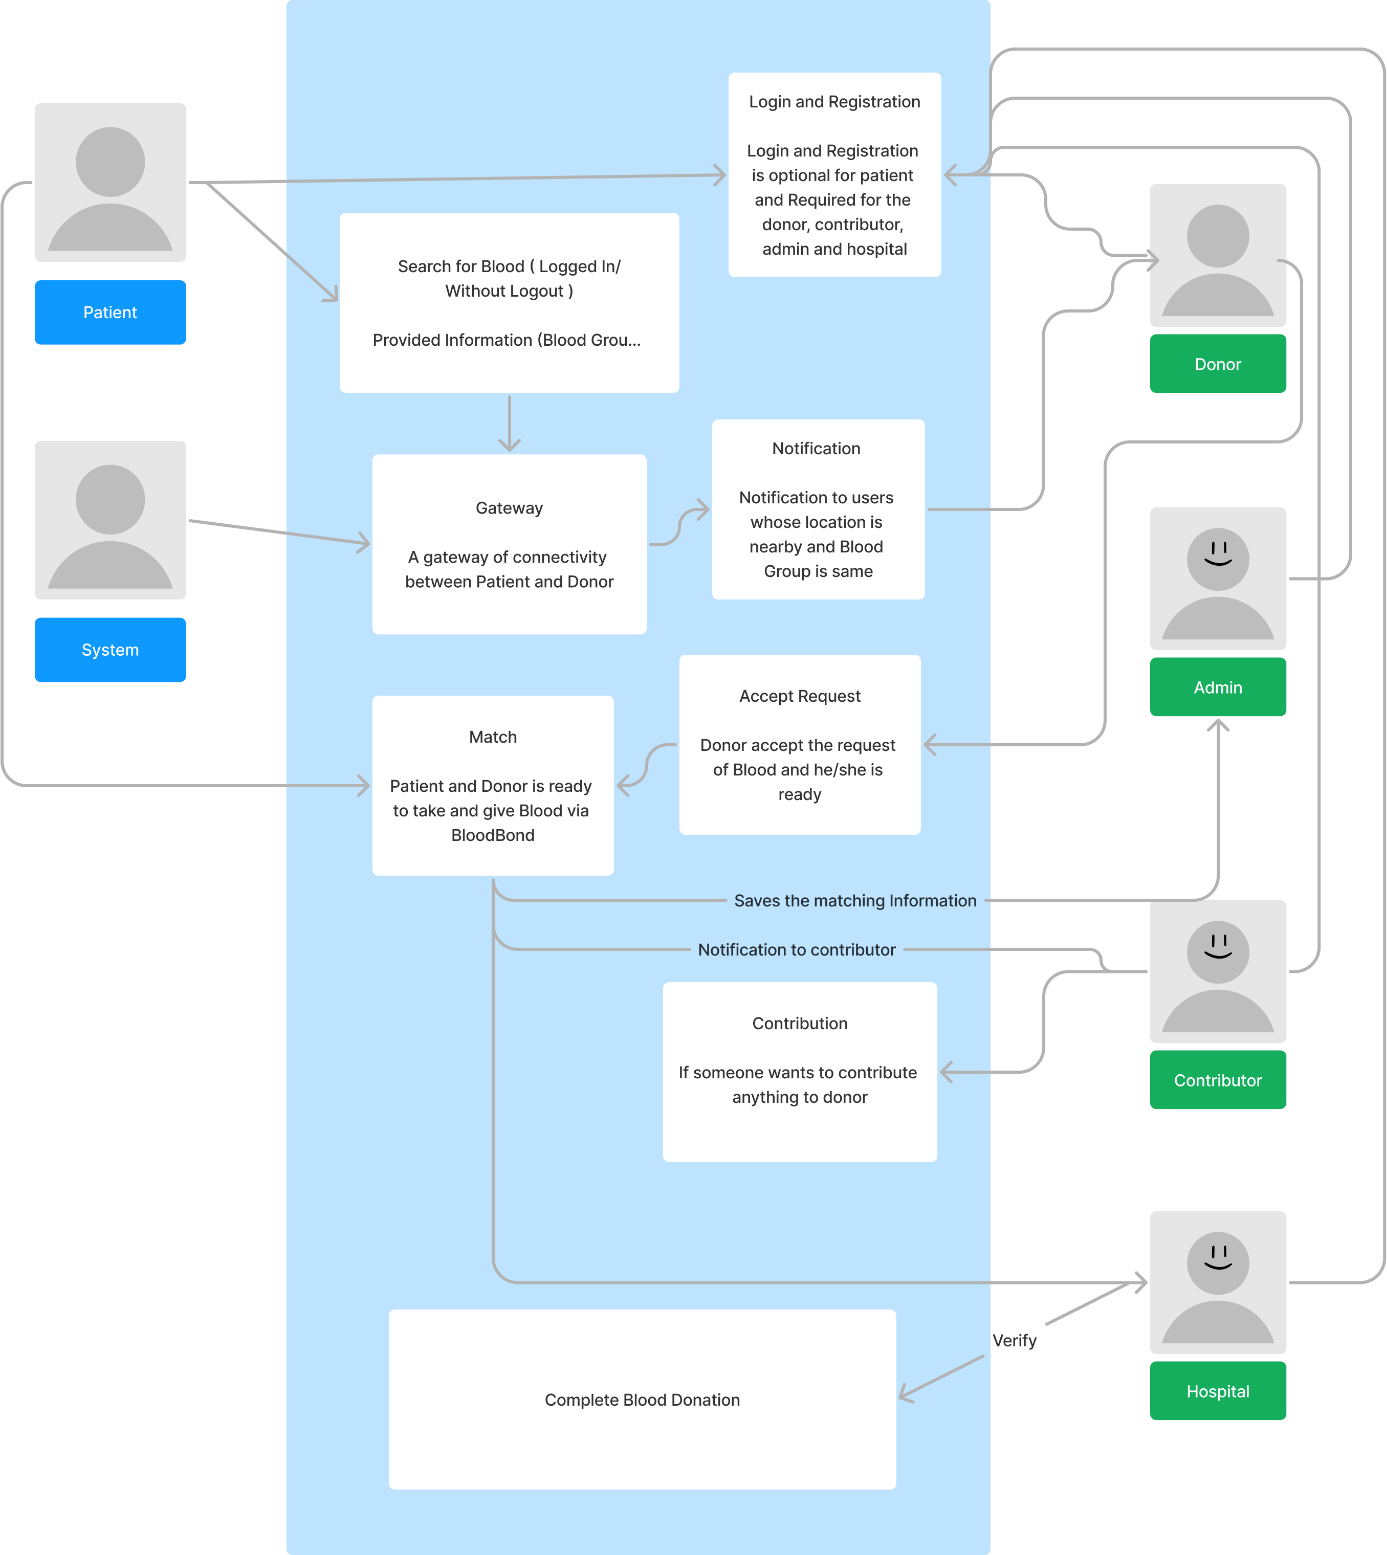 Login and Registration
Login and Registration
is optional for patient
and Required for the
donor, contributor,
admin and hospital
Patient
Search for Blood ( Logged In/
Without Logout )
Provided Information (Blood Grou...
Donor
Gateway
A gateway of connectivity
between Patient and Donor
Notification
Notification to users
whose location is
nearby and Blood
Group is same
System
Admin
Match
Patient and Donor is ready
to take and give Blood via
BloodBond
Accept Request
Donor accept the request
of Blood and he/she is
ready
Saves the matching Information
Notification to contributor
Contribution
If someone wants to contribute
anything to donor
Contributor
Verify
Hospital
Complete Blood Donation